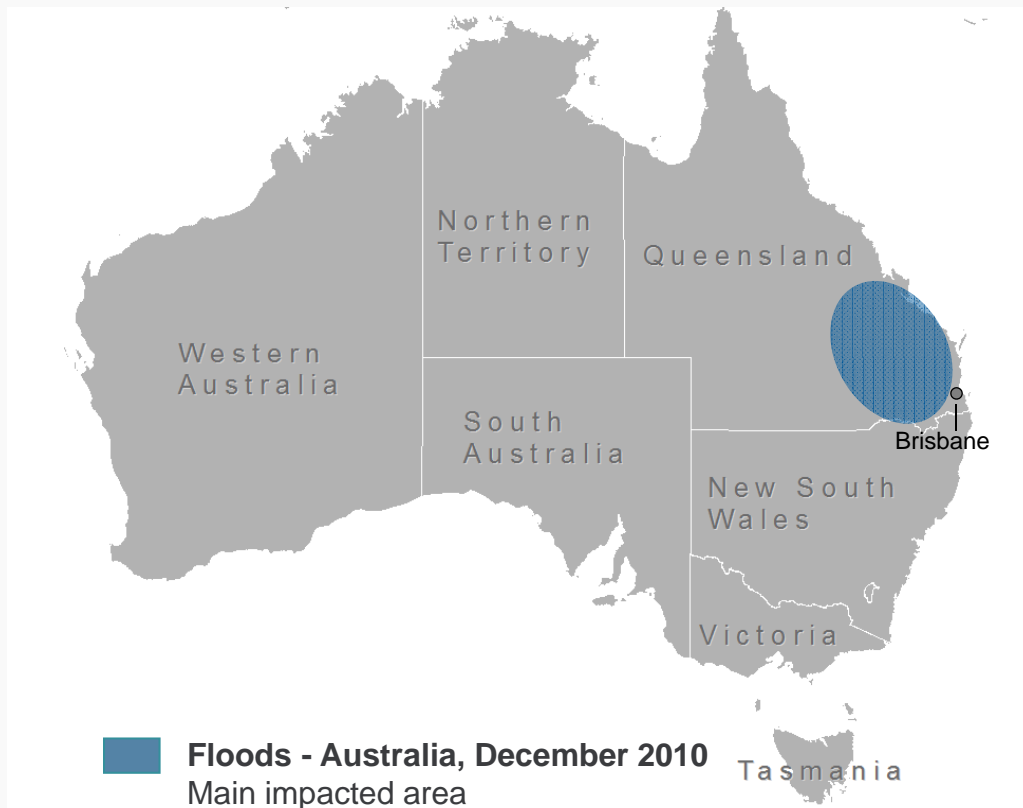 Northern
Territory
Queensland
Western
Australia
South
Australia
Brisbane
New South
Wales
Victoria
Floods - Australia, December 2010
Main impacted area
Tasmania